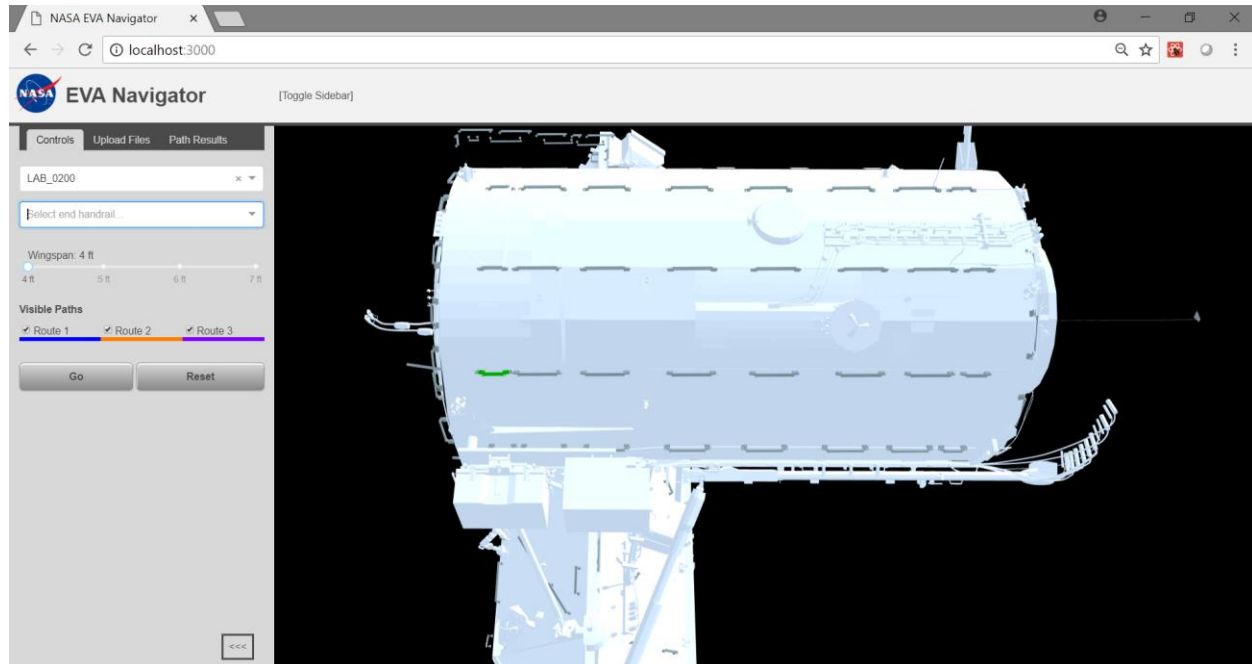 NASA EVA Navigator
localhost:3000
NASA
EVA Navigator
[Toggle Sidebar]
Controls Upload Files Path Results
LAB_0200
Select end handrail...
Wingspan: 4 ft
4 ft 5 ft 6 ft 7 ft
Visible Paths
Route 1 Route 2 Route 3
Go Reset
<<<